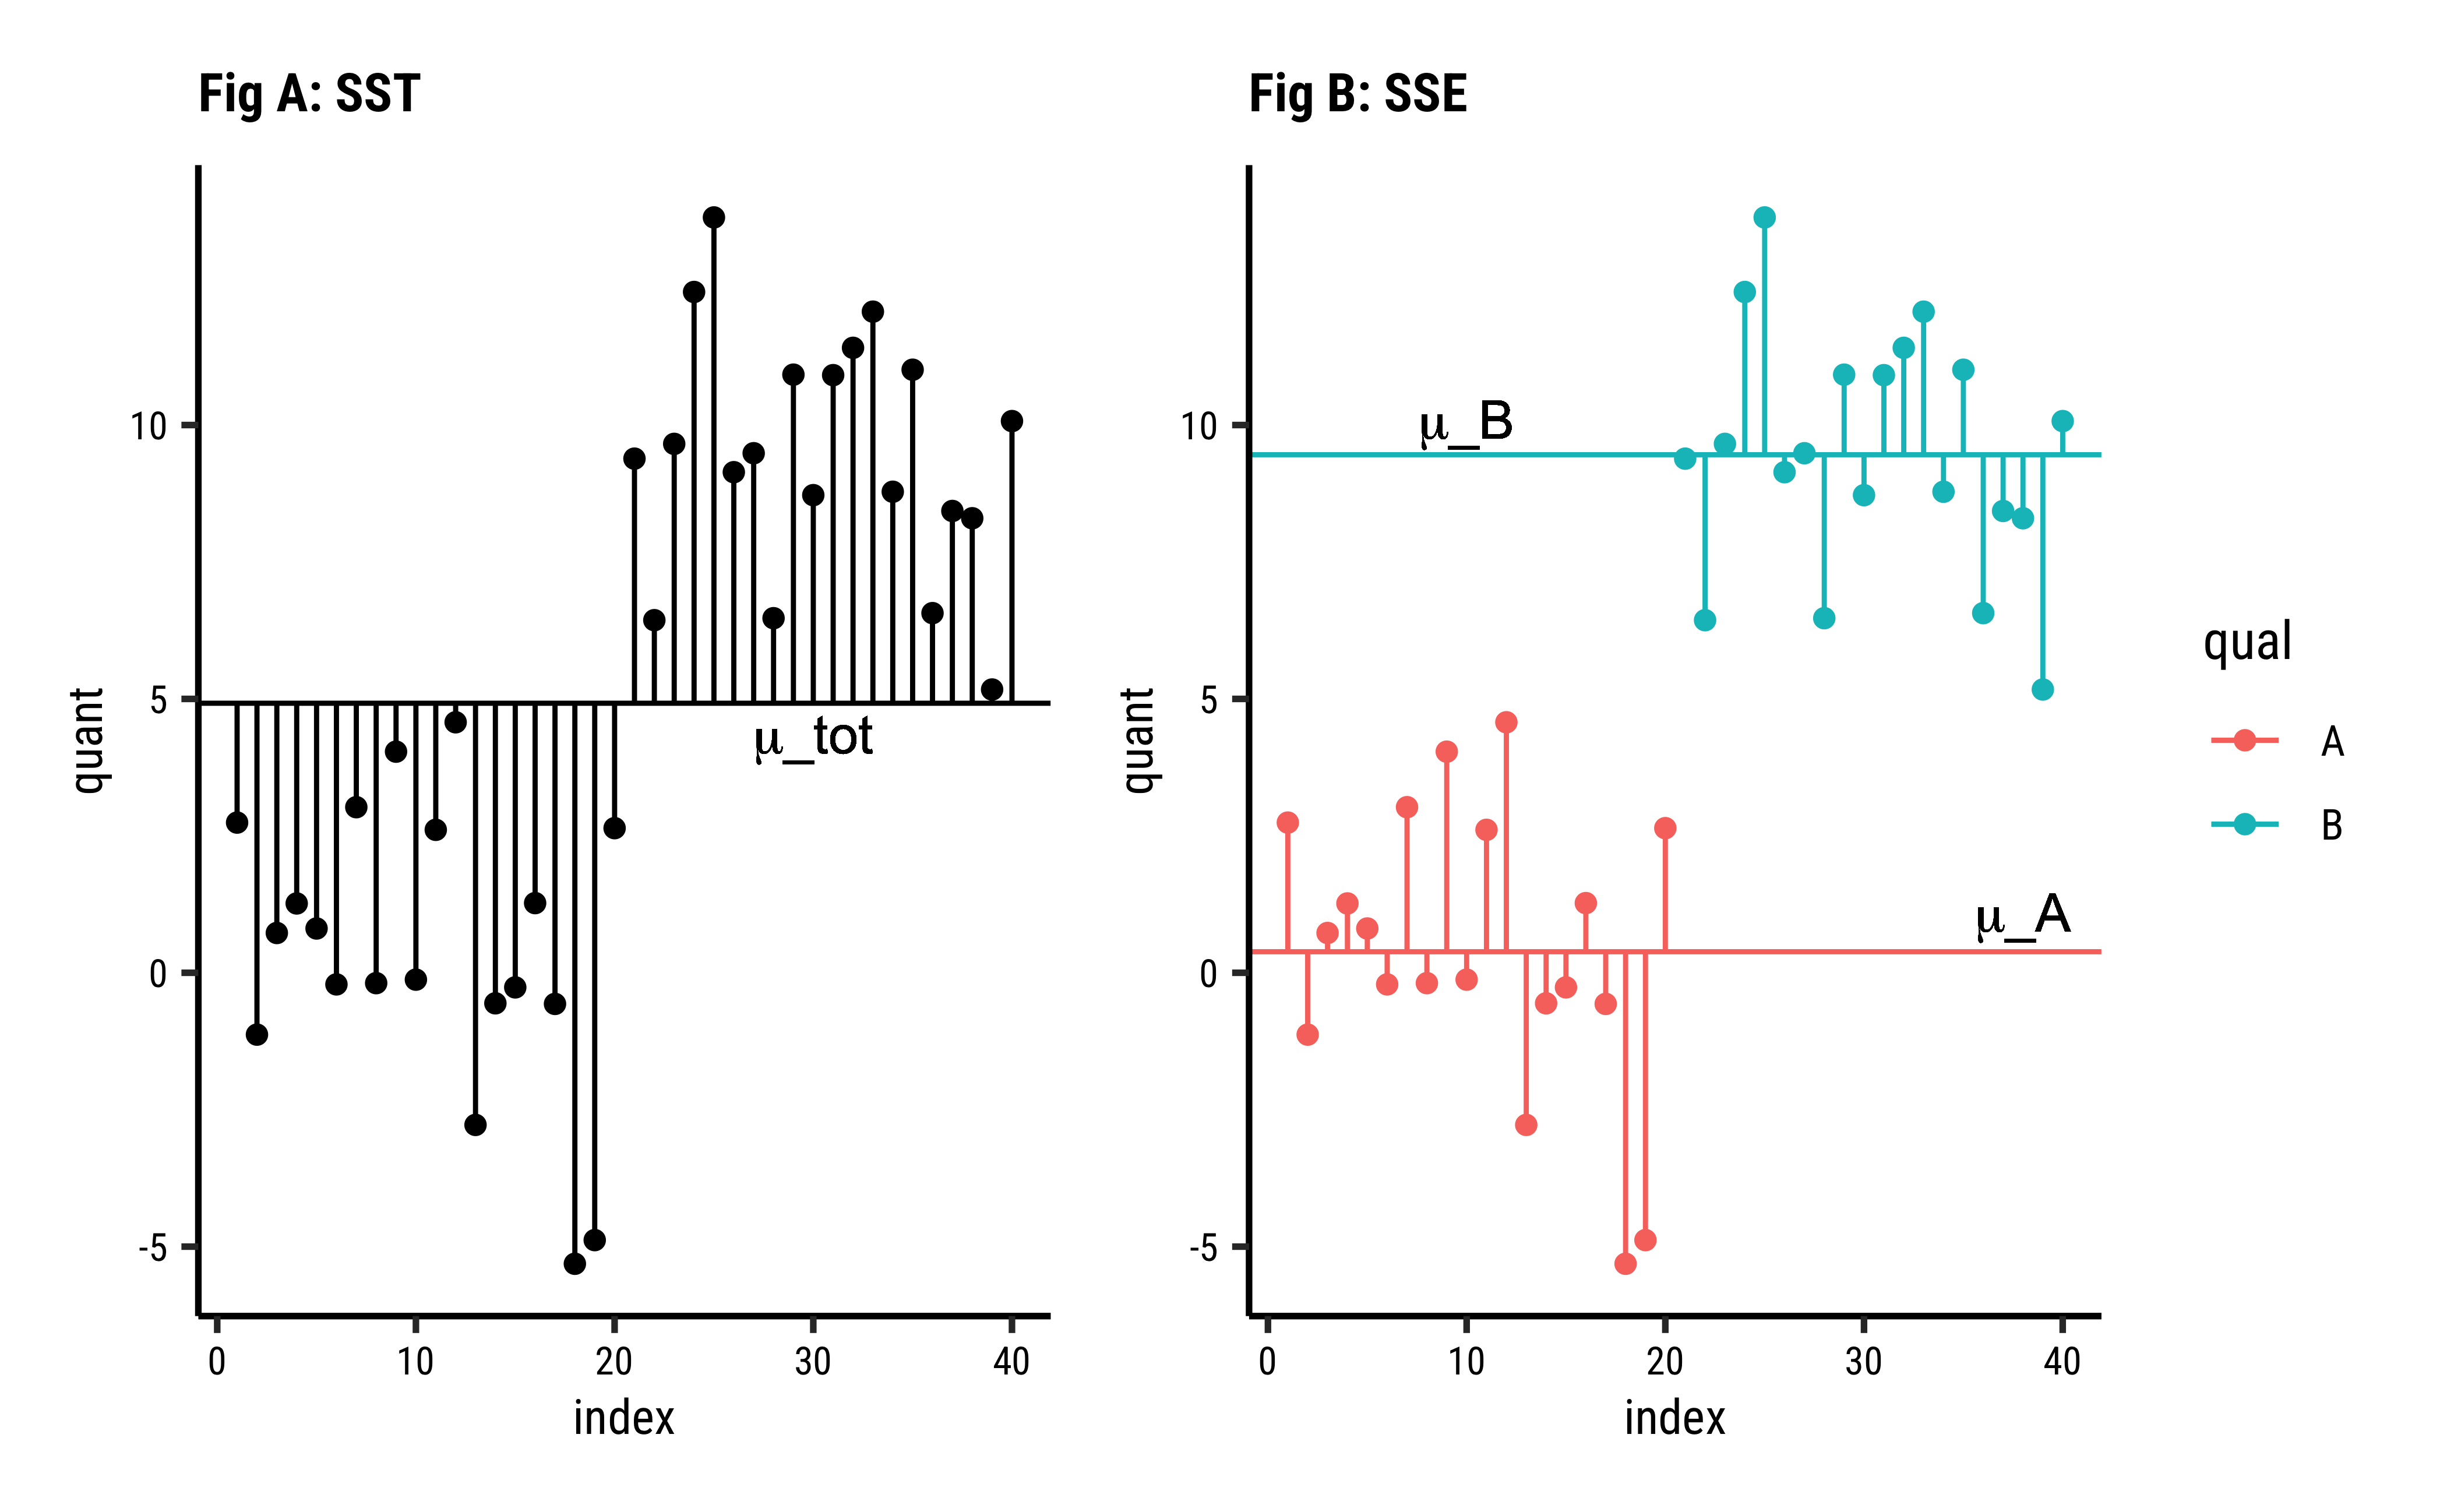 Fig A: SST
10
5
0
-5
quant
μ_tot
0 10 20 30 40
index
Fig B: SSE
10
5
0
-5
quant
μ_B
μ_A
0 10 20 30 40
index
qual
A
B